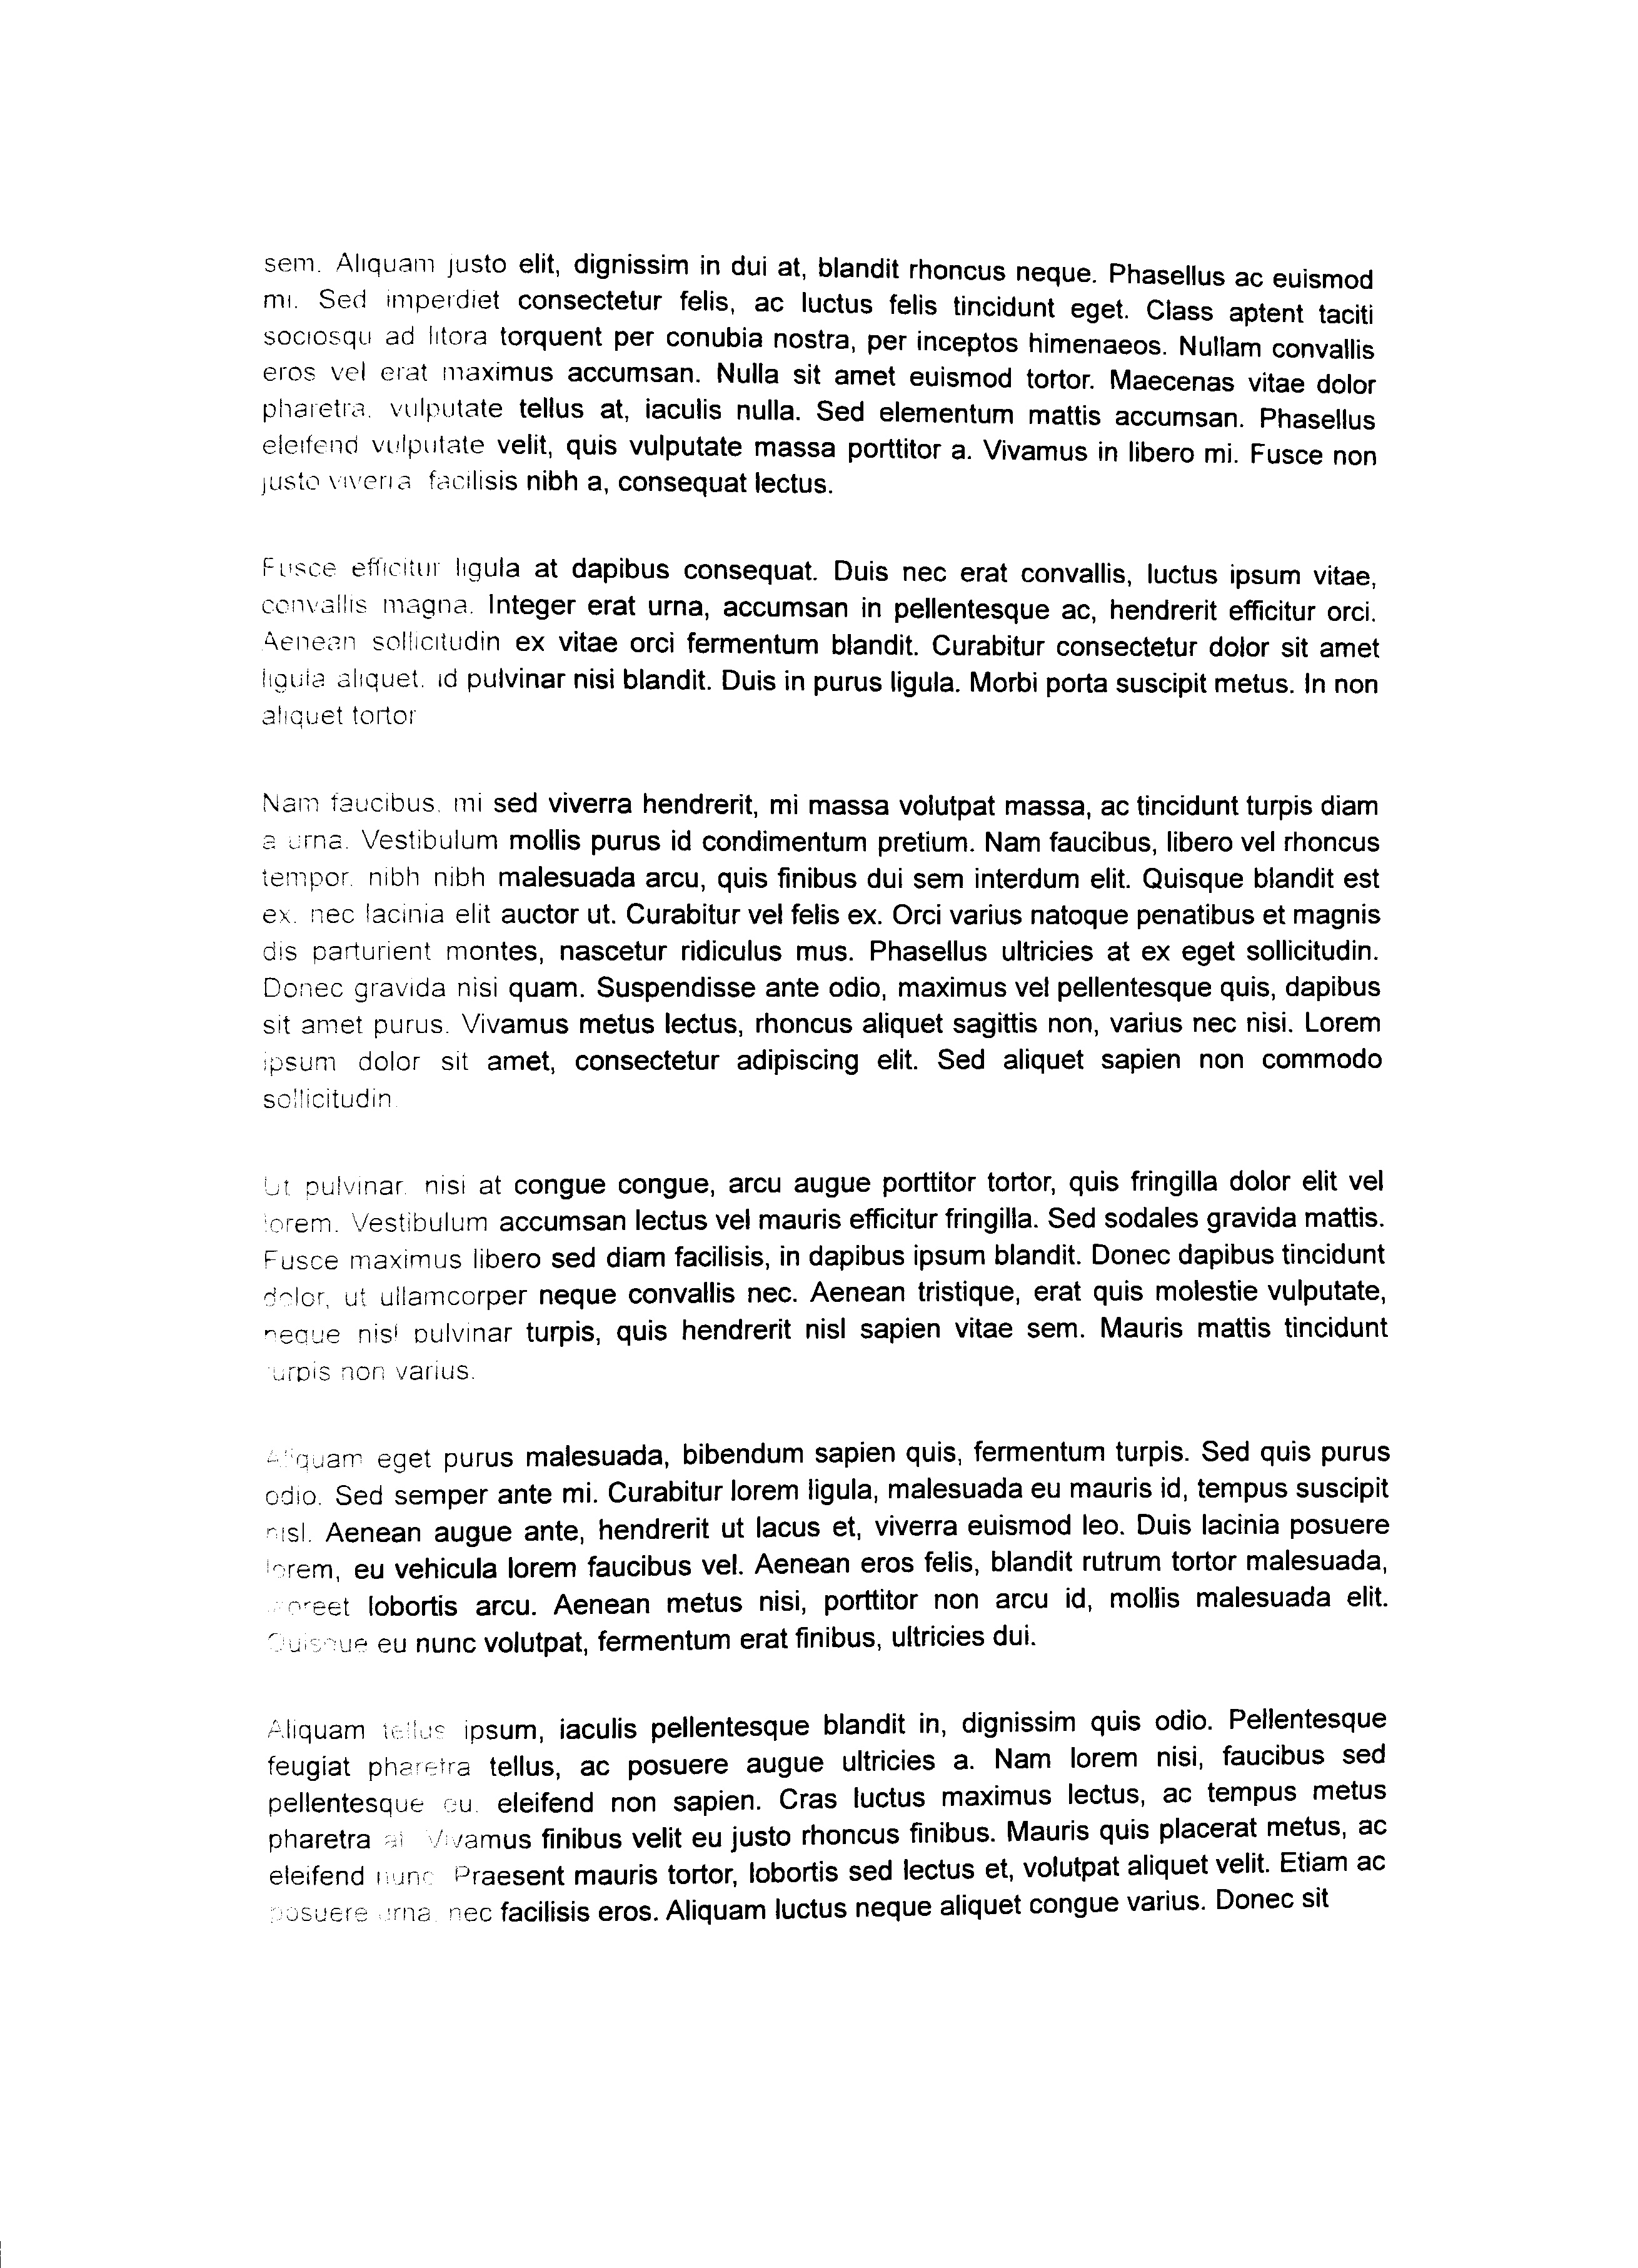 sem. Aliquam justo elit, dignissim in dui at, blandit rhoncus neque. Phasellus ac euismod
mi. Sed imperdiet consectetur felis, ac luctus felis tincidunt eget. Class aptent taciti
sociosqu ad litora torquent per conubia nostra, per inceptos himenaeos. Nullam convallis
eros vel erat maximus accumsan. Nulla sit amet euismod tortor. Maecenas vitae dolor
pharetra, vulputate tellus at, iaculis nulla. Sed elementum mattis accumsan. Phasellus
eleifend vulputate velit, quis vulputate massa porttitor a. Vivamus in libero mi. Fusce non
justo viverra facilisis nibh a, consequat lectus.
Fusce efficitur ligula at dapibus consequat. Duis nec erat convallis, luctus ipsum vitae,
convallis magna. Integer erat urna, accumsan in pellentesque ac, hendrerit efficitur orci.
Aenean sollicitudin ex vitae orci fermentum blandit. Curabitur consectetur dolor sit amet
ligula aliquet, id pulvinar nisi blandit. Duis in purus ligula. Morbi porta suscipit metus. In non
aliquet tortor
Nam faucibus, mi sed viverra hendrerit, mi massa volutpat massa, ac tincidunt turpis diam
a urna. Vestibulum mollis purus id condimentum pretium. Nam faucibus, libero vel rhoncus
tempor, nibh nibh malesuada arcu, quis finibus dui sem interdum elit. Quisque blandit est
ex, nec lacinia elit auctor ut. Curabitur vel felis ex. Orci varius natoque penatibus et magnis
dis parturient montes, nascetur ridiculus mus. Phasellus ultricies at ex eget sollicitudin.
Donec gravida nisi quam. Suspendisse ante odio, maximus vel pellentesque quis, dapibus
sit amet purus. Vivamus metus lectus, rhoncus aliquet sagittis non, varius nec nisi. Lorem
ipsum dolor sit amet, consectetur adipiscing elit. Sed aliquet sapien non commodo
sollicitudin.
Ut pulvinar, nisi at congue congue, arcu augue porttitor tortor, quis fringilla dolor elit vel
lorem. Vestibulum accumsan lectus vel mauris efficitur fringilla. Sed sodales gravida mattis.
Fusce maximus libero sed diam facilisis, in dapibus ipsum blandit. Donec dapibus tincidunt
dolor, ut ullamcorper neque convallis nec. Aenean tristique, erat quis molestie vulputate,
neque nisl pulvinar turpis, quis hendrerit nisl sapien vitae sem. Mauris mattis tincidunt
turpis non varius.
Aliquam eget purus malesuada, bibendum sapien quis, fermentum turpis. Sed quis purus
odio. Sed semper ante mi. Curabitur lorem ligula, malesuada eu mauris id, tempus suscipit
nisl. Aenean augue ante, hendrerit ut lacus et, viverra euismod leo. Duis lacinia posuere
lorem, eu vehicula lorem faucibus vel. Aenean eros felis, blandit rutrum tortor malesuada,
lobortis arcu. Aenean metus nisi, porttitor non arcu id, mollis malesuada elit.
Quisque eu nunc volutpat, fermentum erat finibus, ultricies dui.
Aliquam tellus ipsum, iaculis pellentesque blandit in, dignissim quis odio. Pellentesque
feugiat pharetra tellus, ac posuere augue ultricies a. Nam lorem nisi, faucibus sed
pellentesque eu, eleifend non sapien. Cras luctus maximus lectus, ac tempus metus
pharetra Vivamus finibus velit eu justo rhoncus finibus. Mauris quis placerat metus, ac
eleifend nunc. Praesent mauris tortor, lobortis sed lectus et, volutpat aliquet velit. Etiam ac
posuere urna, nec facilisis eros. Aliquam luctus neque aliquet congue varius. Donec sit